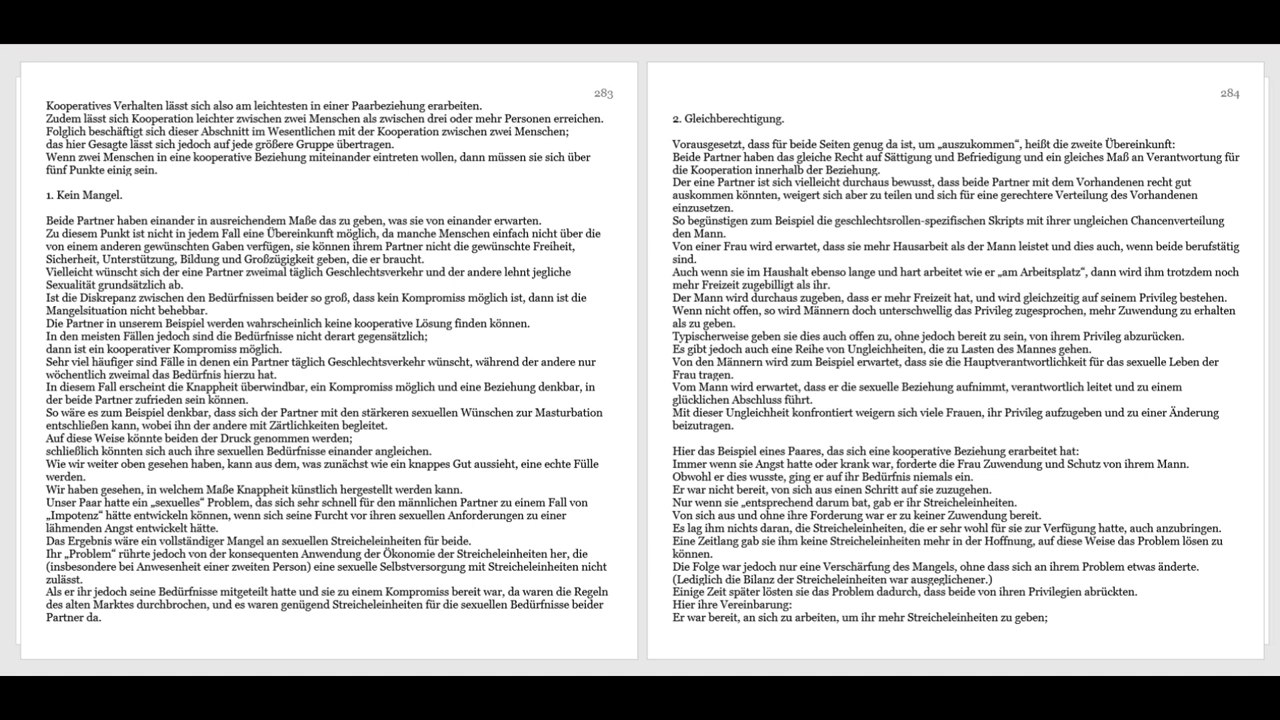 283
Kooperatives Verhalten lässt sich also am leichtesten in einer Paarbeziehung erarbeiten.
Zudem lässt sich Kooperation leichter zwischen zwei Menschen als zwischen drei oder mehr Personen erreichen.
Folglich beschäftigt sich dieser Abschnitt im Wesentlichen mit der Kooperation zwischen zwei Menschen;
das hier Gesagte lässt sich jedoch auf jede größere Gruppe übertragen.
Wenn zwei Menschen in eine kooperative Beziehung miteinander eintreten wollen, dann müssen sie sich über
fünf Punkte einig sein.
1. Kein Mangel.
Beide Partner haben einander in ausreichendem Maße das zu geben, was sie von einander erwarten.
Zu diesem Punkt ist nicht in jedem Fall eine Übereinkunft möglich, da manche Menschen einfach nicht über die
von einem anderen gewünschten Gaben verfügen, sie können ihrem Partner nicht die gewünschte Freiheit,
Sicherheit, Unterstützung, Bildung und Großzügigkeit geben, die er braucht.
Vielleicht wünscht sich der eine Partner zweimal täglich Geschlechtsverkehr und der andere lehnt jegliche
Sexualität grundsätzlich ab.
Ist die Diskrepanz zwischen den Bedürfnissen beider so groß, dass kein Kompromiss möglich ist, dann ist die
Mangelsituation nicht behebbar.
Die Partner in unserem Beispiel werden wahrscheinlich keine kooperative Lösung finden können.
In den meisten Fällen jedoch sind die Bedürfnisse nicht derart gegensätzlich;
dann ist ein kooperativer Kompromiss möglich.
Sehr viel häufiger sind Fälle in denen ein Partner täglich Geschlechtsverkehr wünscht, während der andere nur
wöchentlich zweimal das Bedürfnis hierzu hat.
In diesem Fall erscheint die Knappheit überwindbar, ein Kompromiss möglich und eine Beziehung denkbar, in
der beide Partner zufrieden sein können.
So wäre es zum Beispiel denkbar, dass sich der Partner mit den stärkeren sexuellen Wünschen zur Masturbation
entschließen kann, wobei ihn der andere mit Zärtlichkeiten begleitet.
Auf diese Weise könnte beiden der Druck genommen werden;
schließlich könnten sich auch ihre sexuellen Bedürfnisse einander angleichen.
Wie wir weiter oben gesehen haben, kann aus dem, was zunächst wie ein knappes Gut aussieht, eine echte Fülle
werden.
Wir haben gesehen, in welchem Maße Knappheit künstlich hergestellt werden kann.
Unser Paar hatte ein „sexuelles“ Problem, das sich sehr schnell für den männlichen Partner zu einem Fall von
„Impotenz“ hätte entwickeln können, wenn sich seine Furcht vor ihren sexuellen Anforderungen zu einer
lähmenden Angst entwickelt hätte.
Das Ergebnis wäre ein vollständiger Mangel an sexuellen Streicheleinheiten für beide.
Ihr „Problem“ rührte jedoch von der konsequenten Anwendung der Ökonomie der Streicheleinheiten her, die
(insbesondere bei Anwesenheit einer zweiten Person) eine sexuelle Selbstversorgung mit Streicheleinheiten nicht
zulässt.
Als er ihr jedoch seine Bedürfnisse mitgeteilt hatte und sie zu einem Kompromiss bereit war, da waren die Regeln
des alten Marktes durchbrochen, und es waren genügend Streicheleinheiten für die sexuellen Bedürfnisse beider
Partner da.
284
2. Gleichberechtigung.
Vorausgesetzt, dass für beide Seiten genug da ist, um „auszukommen“, heißt die zweite Übereinkunft:
Beide Partner haben das gleiche Recht auf Sättigung und Befriedigung und ein gleiches Maß an Verantwortung für
die Kooperation innerhalb der Beziehung.
Der eine Partner ist sich vielleicht durchaus bewusst, dass beide Partner mit dem Vorhandenen recht gut
auskommen könnten, weigert sich aber zu teilen und sich für eine gerechtere Verteilung des Vorhandenen
einzusetzen.
So begünstigen zum Beispiel die geschlechtsrollen-spezifischen Skripts mit ihrer ungleichen Chancenverteilung
den Mann.
Von einer Frau wird erwartet, dass sie mehr Hausarbeit als der Mann leistet und dies auch, wenn beide berufstätig
sind.
Auch wenn sie im Haushalt ebenso lange und hart arbeitet wie er „am Arbeitsplatz“, dann wird ihm trotzdem noch
mehr Freizeit zugebilligt als ihr.
Der Mann wird durchaus zugeben, dass er mehr Freizeit hat, und wird gleichzeitig auf seinem Privileg bestehen.
Wenn nicht offen, so wird Männern doch unterschwellig das Privileg zugesprochen, mehr Zuwendung zu erhalten
als zu geben.
Typischerweise geben sie dies auch offen zu, ohne jedoch bereit zu sein, von ihrem Privileg abzurücken.
Es gibt jedoch auch eine Reihe von Ungleichheiten, die zu Lasten des Mannes gehen.
Von den Männern wird zum Beispiel erwartet, dass sie die Hauptverantwortlichkeit für das sexuelle Leben der
Frau tragen.
Vom Mann wird erwartet, dass er die sexuelle Beziehung aufnimmt, verantwortlich leitet und zu einem
glücklichen Abschluss führt.
Mit dieser Ungleichheit konfrontiert weigern sich viele Frauen, ihr Privileg aufzugeben und zu einer Änderung
beizutragen.
Hier das Beispiel eines Paares, das sich eine kooperative Beziehung erarbeitet hat:
Immer wenn sie Angst hatte oder krank war, forderte die Frau Zuwendung und Schutz von ihrem Mann.
Obwohl er dies wusste, ging er auf ihr Bedürfnis niemals ein.
Er war nicht bereit, von sich aus einen Schritt auf sie zuzugehen.
Nur wenn sie „entsprechend darum bat, gab er ihr Streicheleinheiten.
Von sich aus und ohne ihre Forderung war er zu keiner Zuwendung bereit.
Es lag ihm nichts daran, die Streicheleinheiten, die er sehr wohl für sie zur Verfügung hatte, auch anzubringen.
Eine Zeitlang gab sie ihm keine Streicheleinheiten mehr in der Hoffnung, auf diese Weise das Problem lösen zu
können.
Die Folge war jedoch nur eine Verschärfung des Mangels, ohne dass sich an ihrem Problem etwas änderte.
(Lediglich die Bilanz der Streicheleinheiten war ausgeglichener.)
Einige Zeit später lösten sie das Problem dadurch, dass beide von ihren Privilegien abrückten.
Hier ihre Vereinbarung:
Er war bereit, an sich zu arbeiten, um ihr mehr Streicheleinheiten zu geben;